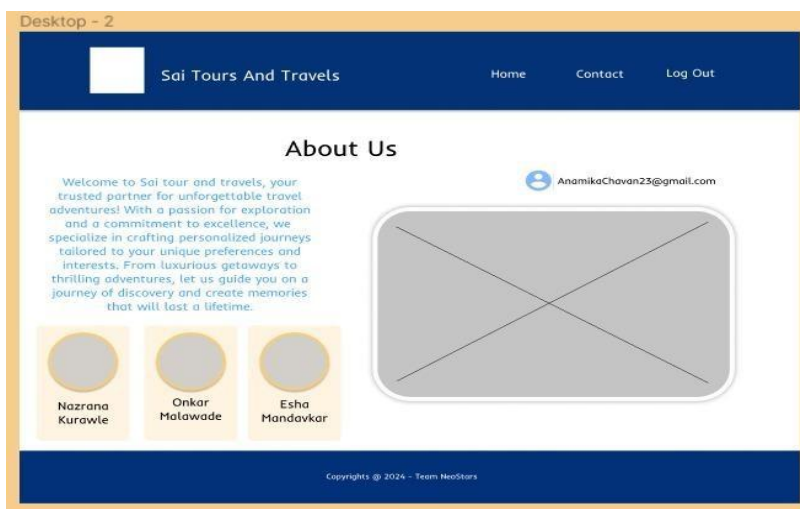 Desktop - 2
Sai Tours And Travels
Home
Contact
Log Out
About Us
AnamikaChavan23@gmail.com
Welcome to Sai tour and travels, your
trusted partner for unforgettable travel
adventures! With a passion for exploration
and a commitment to excellence, we
specialize in crafting personalized journeys
tailored to your unique preferences and
interests. From luxurious getaways to
thrilling adventures, let us guide you on a
journey of discovery and create memories
that will last a lifetime.
Nazrana
Kurawle
Onkar
Malawade
Esha
Mandavkar
Copyrights @ 2024 - Team NeoStars